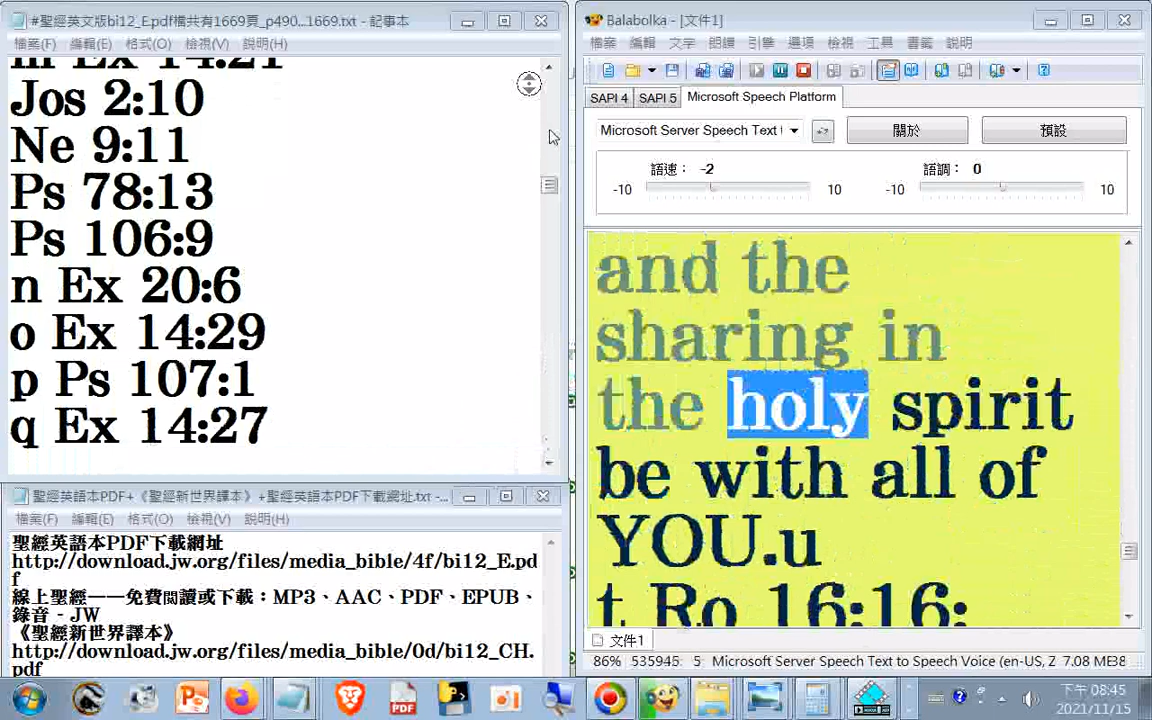 #聖經英文版bi12_E.pdf檔共有1669頁_p490...1669.txt - 記事本
檔案(F) 編輯(E) 格式(O) 檢視(V) 說明(H)
m Ex 14:21
Jos 2:10
Ne 9:11
Ps 78:13
Ps 106:9
n Ex 20:6
o Ex 14:29
p Ps 107:1
q Ex 14:27
聖經英語本PDF+《聖經新世界譯本》+聖經英語本PDF下載網址.txt - ...
檔案(F) 編輯(E) 格式(O) 檢視(V) 說明(H)
聖經英語本PDF下載網址
http://download.jw.org/files/media_bible/4f/bi12_E.pd
f
線上聖經——免費閱讀或下載：MP3、AAC、PDF、EPUB、
錄音 - JW
《聖經新世界譯本》
http://download.jw.org/files/media_bible/0d/bi12_CH.
pdf
Balabolka - [文件1]
檔案 編輯 文字 朗讀 引擎 選項 檢視 工具 書籤 說明
SAPI 4 SAPI 5 Microsoft Speech Platform
Microsoft Server Speech Text 關於 預設
語速： -2 語調： 0
-10 10 -10 10
and the
sharing in
the holy spirit
be with all of
YOU.u
t Ro 16:16:
文件1
86% 535945: 5: Microsoft Server Speech Text to Speech Voice (en-US, Z 7.08 ME38
PDF
下午 08:45
2021/11/15